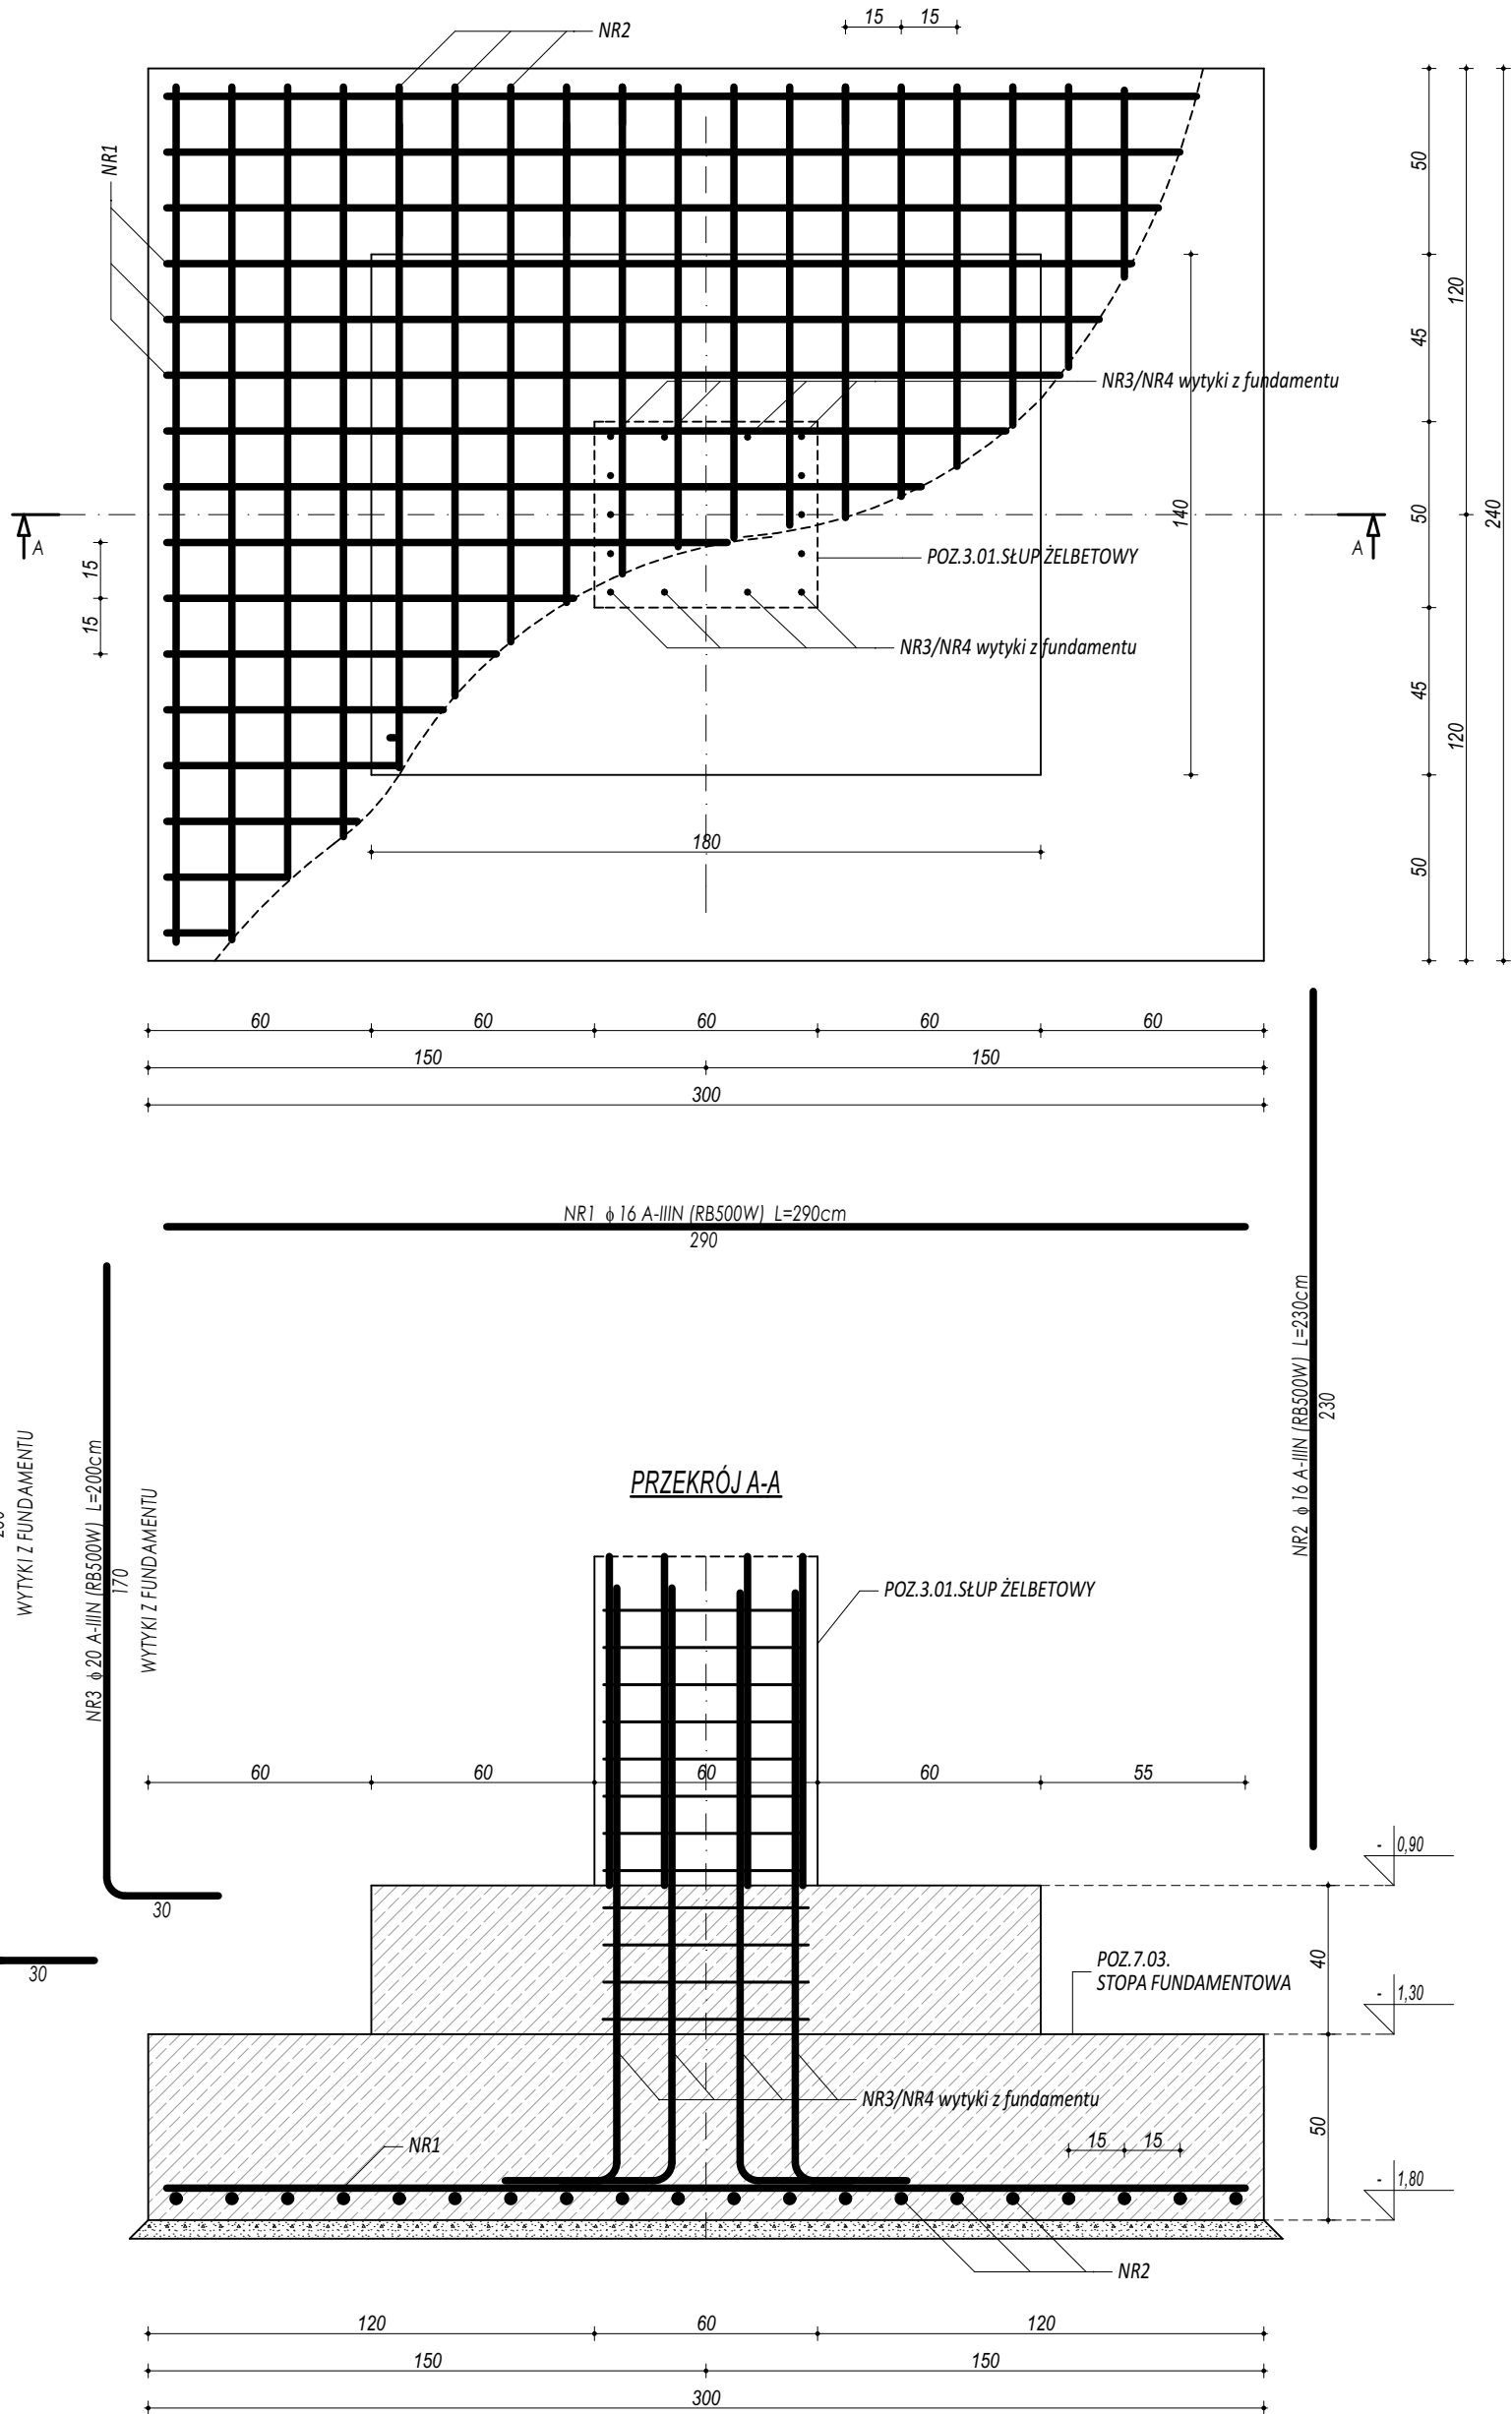 15 15
NR2
NR1
50
45
50
45
50
120
120
240
NR3/NR4 wytyki z fundamentu
140
A
A
POZ.3.01.SŁUP ŻELBETOWY
15
15
NR3/NR4 wytyki z fundamentu
180
60 60 60 60 60
150 150
300
NR1 ϕ 16 A-IIIN (RB500W) L=290cm
290
NR2 ϕ 16 A-IIIN (RB500W) L=230cm
230
WYTYKI Z FUNDAMENTU
NR3 ϕ 20 A-IIIN (RB500W) L=200cm
170
WYTYKI Z FUNDAMENTU
30
30
PRZEKRÓJ A-A
POZ.3.01.SŁUP ŻELBETOWY
60 60 60 60 55
- 0,90
40
POZ.7.03.
STOPA FUNDAMENTOWA
- 1,30
NR3/NR4 wytyki z fundamentu
50
NR1
15 15
- 1,80
NR2
120 60 120
150 150
300